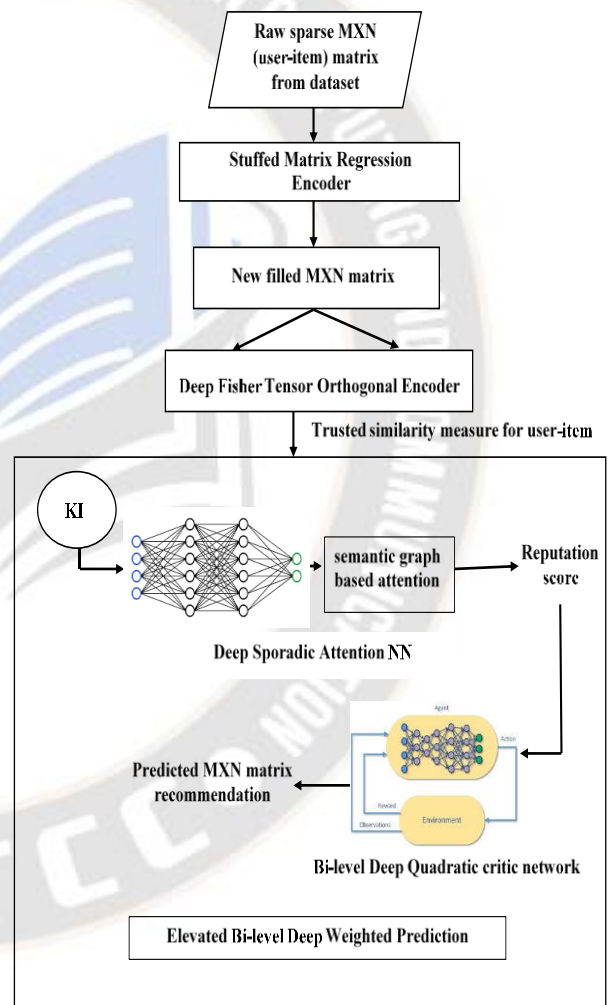 Raw sparse MXN
(user-item) matrix
from dataset
Stuffed Matrix Regression
Encoder
New filled MXN matrix
Deep Fisher Tensor Orthogonal Encoder
Trusted similarity measure for user-item
KI
semantic graph
based attention
Reputation
score
Deep Sporadic Attention NN
Agent
Action
Reward
Observations
Environment
Predicted MXN matrix
recommendation
Bi-level Deep Quadratic critic network
Elevated Bi-level Deep Weighted Prediction